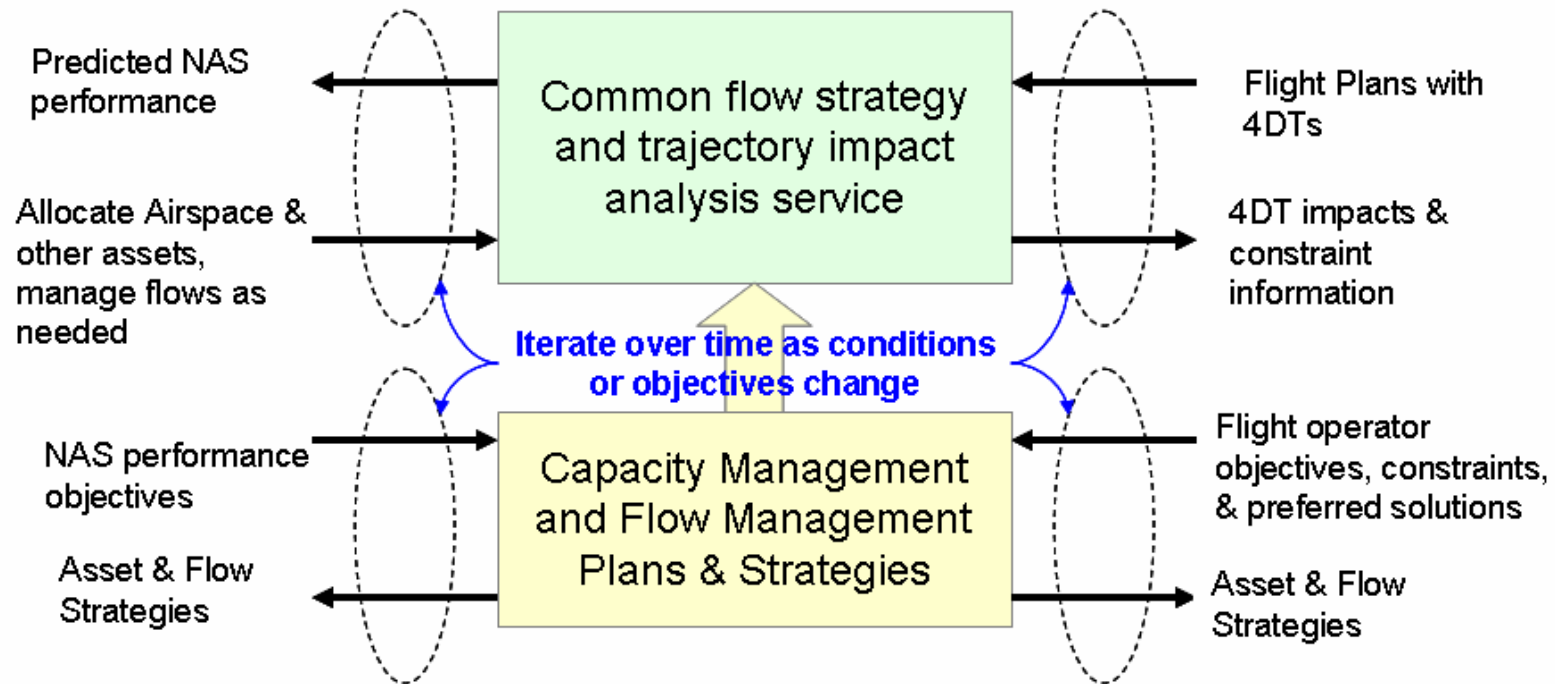 Predicted NAS
performance
Allocate Airspace &
other assets,
manage flows as
needed
Common flow strategy
and trajectory impact
analysis service
Flight Plans with
4DTs
4DT impacts &
constraint
information
Iterate over time as conditions
or objectives change
NAS performance
objectives
Asset & Flow
Strategies
Capacity Management
and Flow Management
Plans & Strategies
Flight operator
objectives, constraints,
& preferred solutions
Asset & Flow
Strategies